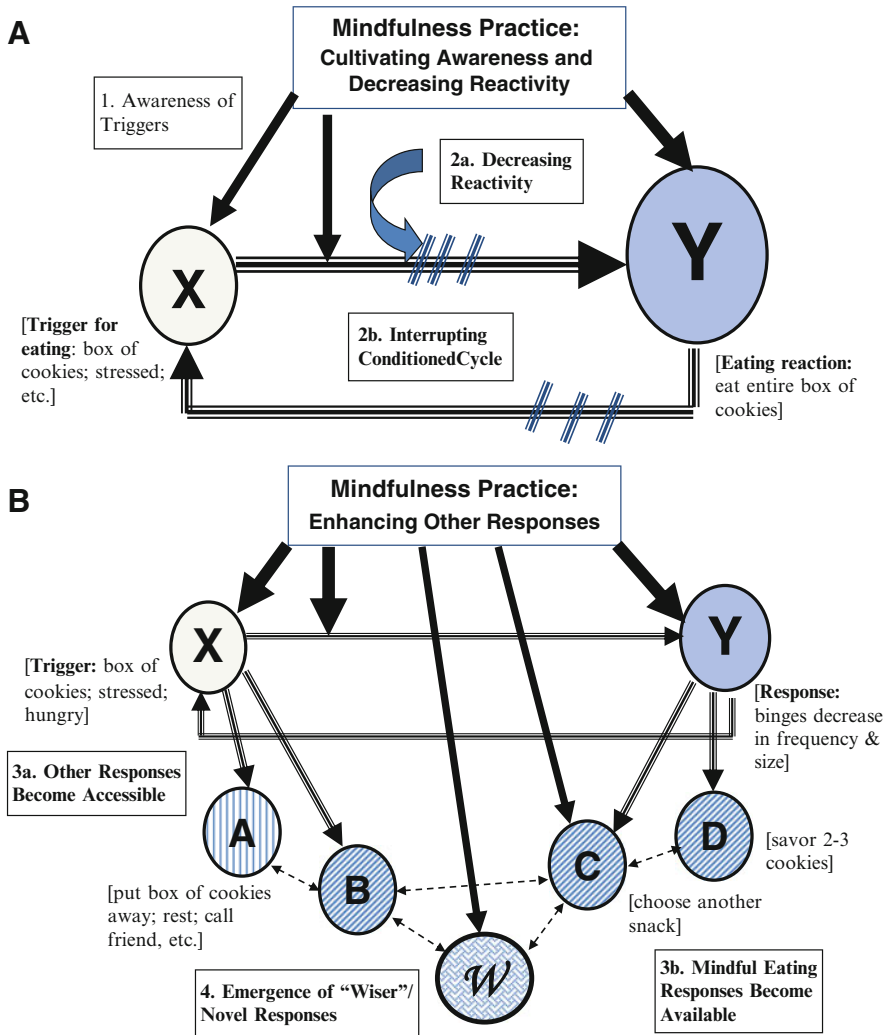 A
Mindfulness Practice:
Cultivating Awareness and
Decreasing Reactivity
1. Awareness of
Triggers
2a. Decreasing
Reactivity
X
Y
[Trigger for
eating: box of
cookies; stressed;
etc.]
2b. Interrupting
ConditionedCycle
[Eating reaction:
eat entire box of
cookies]
B
Mindfulness Practice:
Enhancing Other Responses
X
Y
[Trigger: box of
cookies; stressed;
hungry]
[Response:
binges decrease
in frequency &
size]
3a. Other Responses
Become Accessible
A
B
C
D
[savor 2-3
cookies]
[put box of cookies
away; rest; call
friend, etc.]
[choose another
snack]
W
4. Emergence of “Wiser”/
Novel Responses
3b. Mindful Eating
Responses Become
Available